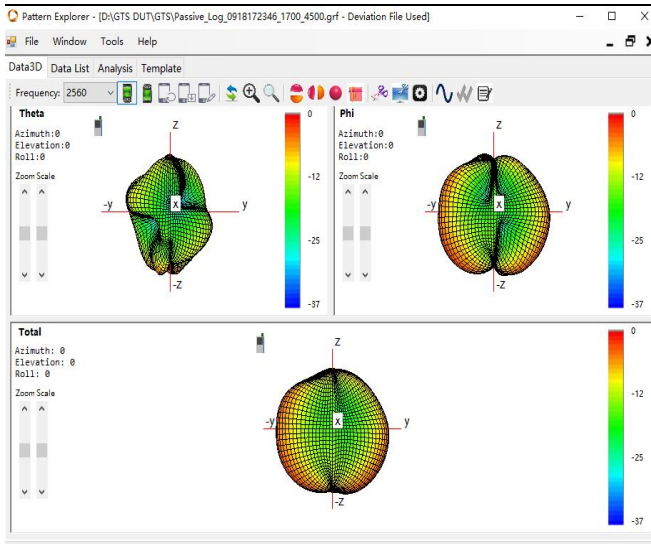 Pattern Explorer - [D:\GTS DUT\GTS\Passive_Log_0918172346_1700_4500.grf - Deviation File Used]
File Window Tools Help
Data3D Data List Analysis Template
Frequency: 2560
Theta
Azimuth:0
Elevation:0
Roll:0
Zoom Scale
Z
-y X y
-Z
0
-12
-25
-37
Phi
Azimuth:0
Elevation:0
Roll:0
Zoom Scale
Z
-y X y
-Z
0
-12
-25
-37
Total
Azimuth: 0
Elevation: 0
Roll: 0
Zoom Scale
Z
-y X y
-Z
0
-12
-25
-37